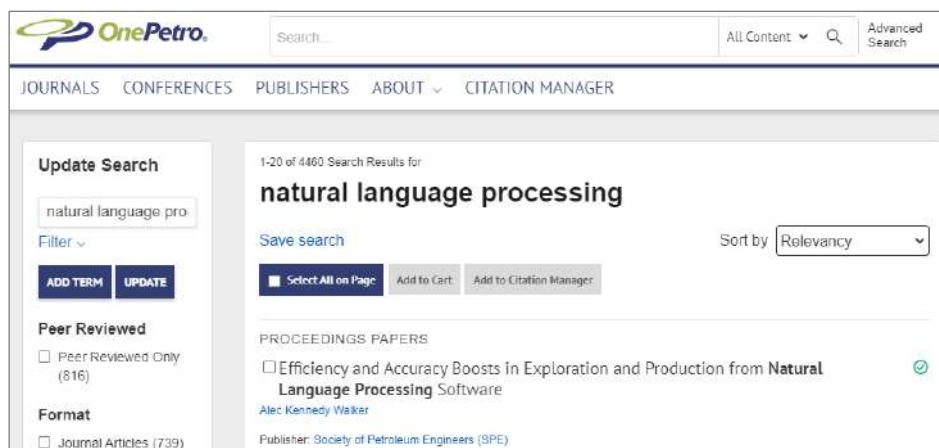 OnePetro.
Search...
All Content
Advanced
Search
JOURNALS CONFERENCES PUBLISHERS ABOUT CITATION MANAGER
Update Search
natural language pro
Filter
ADD TERM UPDATE
Peer Reviewed
Peer Reviewed Only
(816)
Format
Journal Articles (739)
1-20 of 4460 Search Results for
natural language processing
Save search
Sort by Relevancy
Select All on Page Add to Cart Add to Citation Manager
PROCEEDINGS PAPERS
Efficiency and Accuracy Boosts in Exploration and Production from Natural
Language Processing Software
Alec Kennedy Walker
Publisher: Society of Petroleum Engineers (SPE)